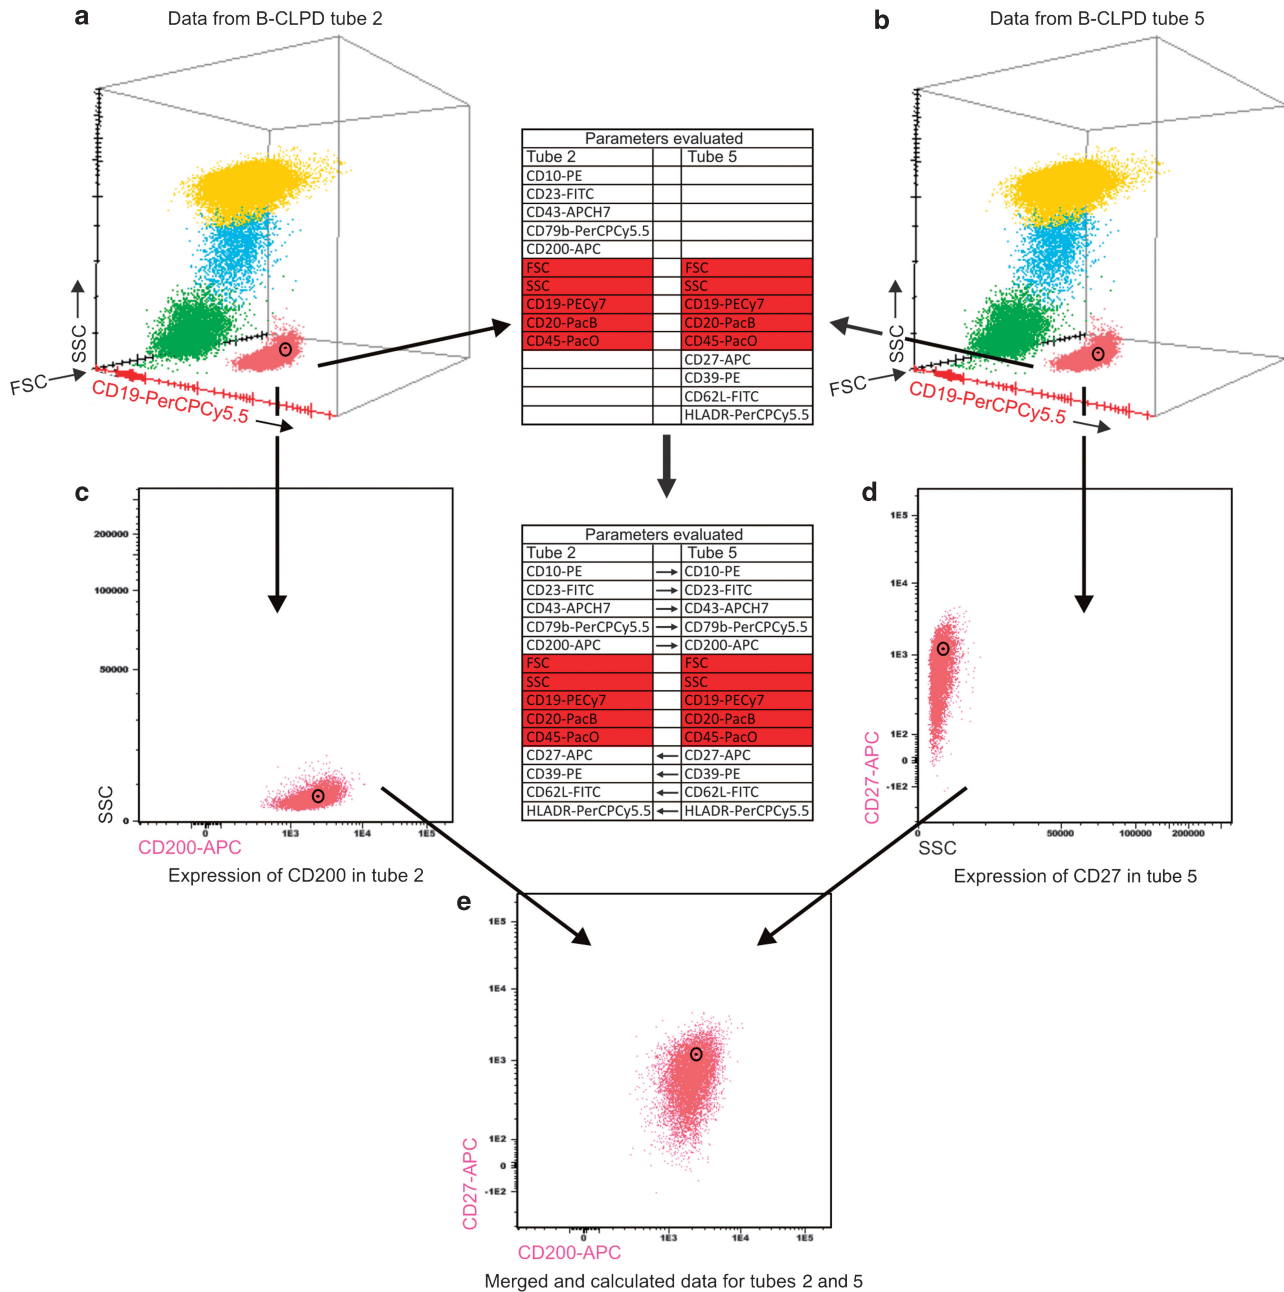 a
Data from B-CLPD tube 2
b
Data from B-CLPD tube 5
SSC
FSC
CD19-PerCPCy5.5
SSC
FSC
CD19-PerCPCy5.5
Parameters evaluated
Tube 2 Tube 5
CD10-PE
CD23-FITC
CD43-APCH7
CD79b-PerCPCy5.5
CD200-APC
FSC FSC
SSC SSC
CD19-PECy7 CD19-PECy7
CD20-PacB CD20-PacB
CD45-PacO CD45-PacO
CD27-APC
CD39-PE
CD62L-FITC
HLADR-PerCPCy5.5
Parameters evaluated
Tube 2 Tube 5
CD10-PE CD10-PE
CD23-FITC CD23-FITC
CD43-APCH7 CD43-APCH7
CD79b-PerCPCy5.5 CD79b-PerCPCy5.5
CD200-APC CD200-APC
FSC FSC
SSC SSC
CD19-PECy7 CD19-PECy7
CD20-PacB CD20-PacB
CD45-PacO CD45-PacO
CD27-APC CD27-APC
CD39-PE CD39-PE
CD62L-FITC CD62L-FITC
HLADR-PerCPCy5.5 HLADR-PerCPCy5.5
c
200000
100000
50000
0
SSC
0 1E3 1E4 1E5
CD200-APC
Expression of CD200 in tube 2
d
1E5
1E4
1E3
1E2
0
-1E2
CD27-APC
0 50000 100000 200000
SSC
Expression of CD27 in tube 5
e
1E5
1E4
1E3
1E2
0
-1E2
CD27-APC
0 1E3 1E4 1E5
CD200-APC
Merged and calculated data for tubes 2 and 5